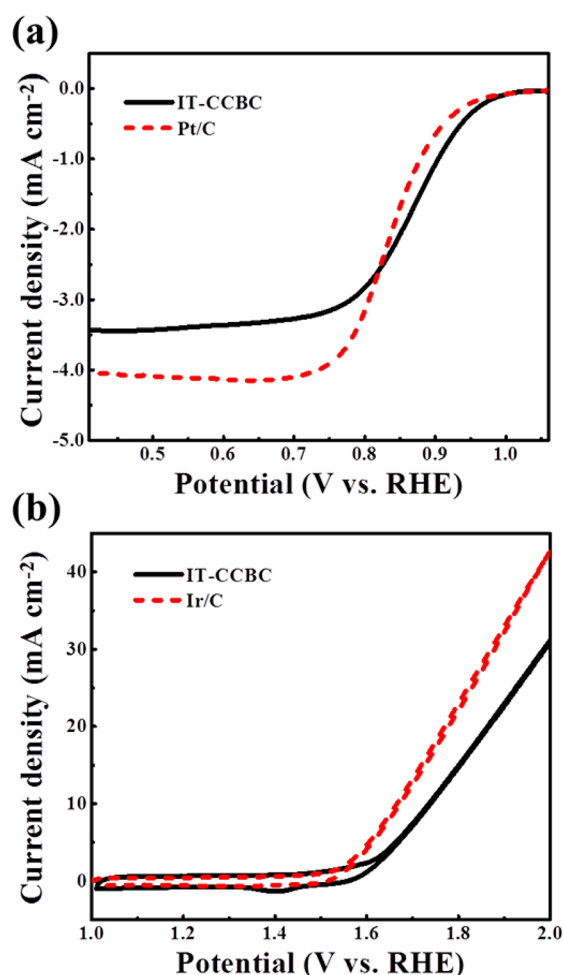 (a)
0.0
-1.0
-2.0
-3.0
-4.0
-5.0
Current density (mA cm-2)
IT-CCBC
Pt/C
0.5 0.6 0.7 0.8 0.9 1.0
Potential (V vs. RHE)
(b)
40
30
20
10
0
Current density (mA cm-2)
IT-CCBC
Ir/C
1.0 1.2 1.4 1.6 1.8 2.0
Potential (V vs. RHE)